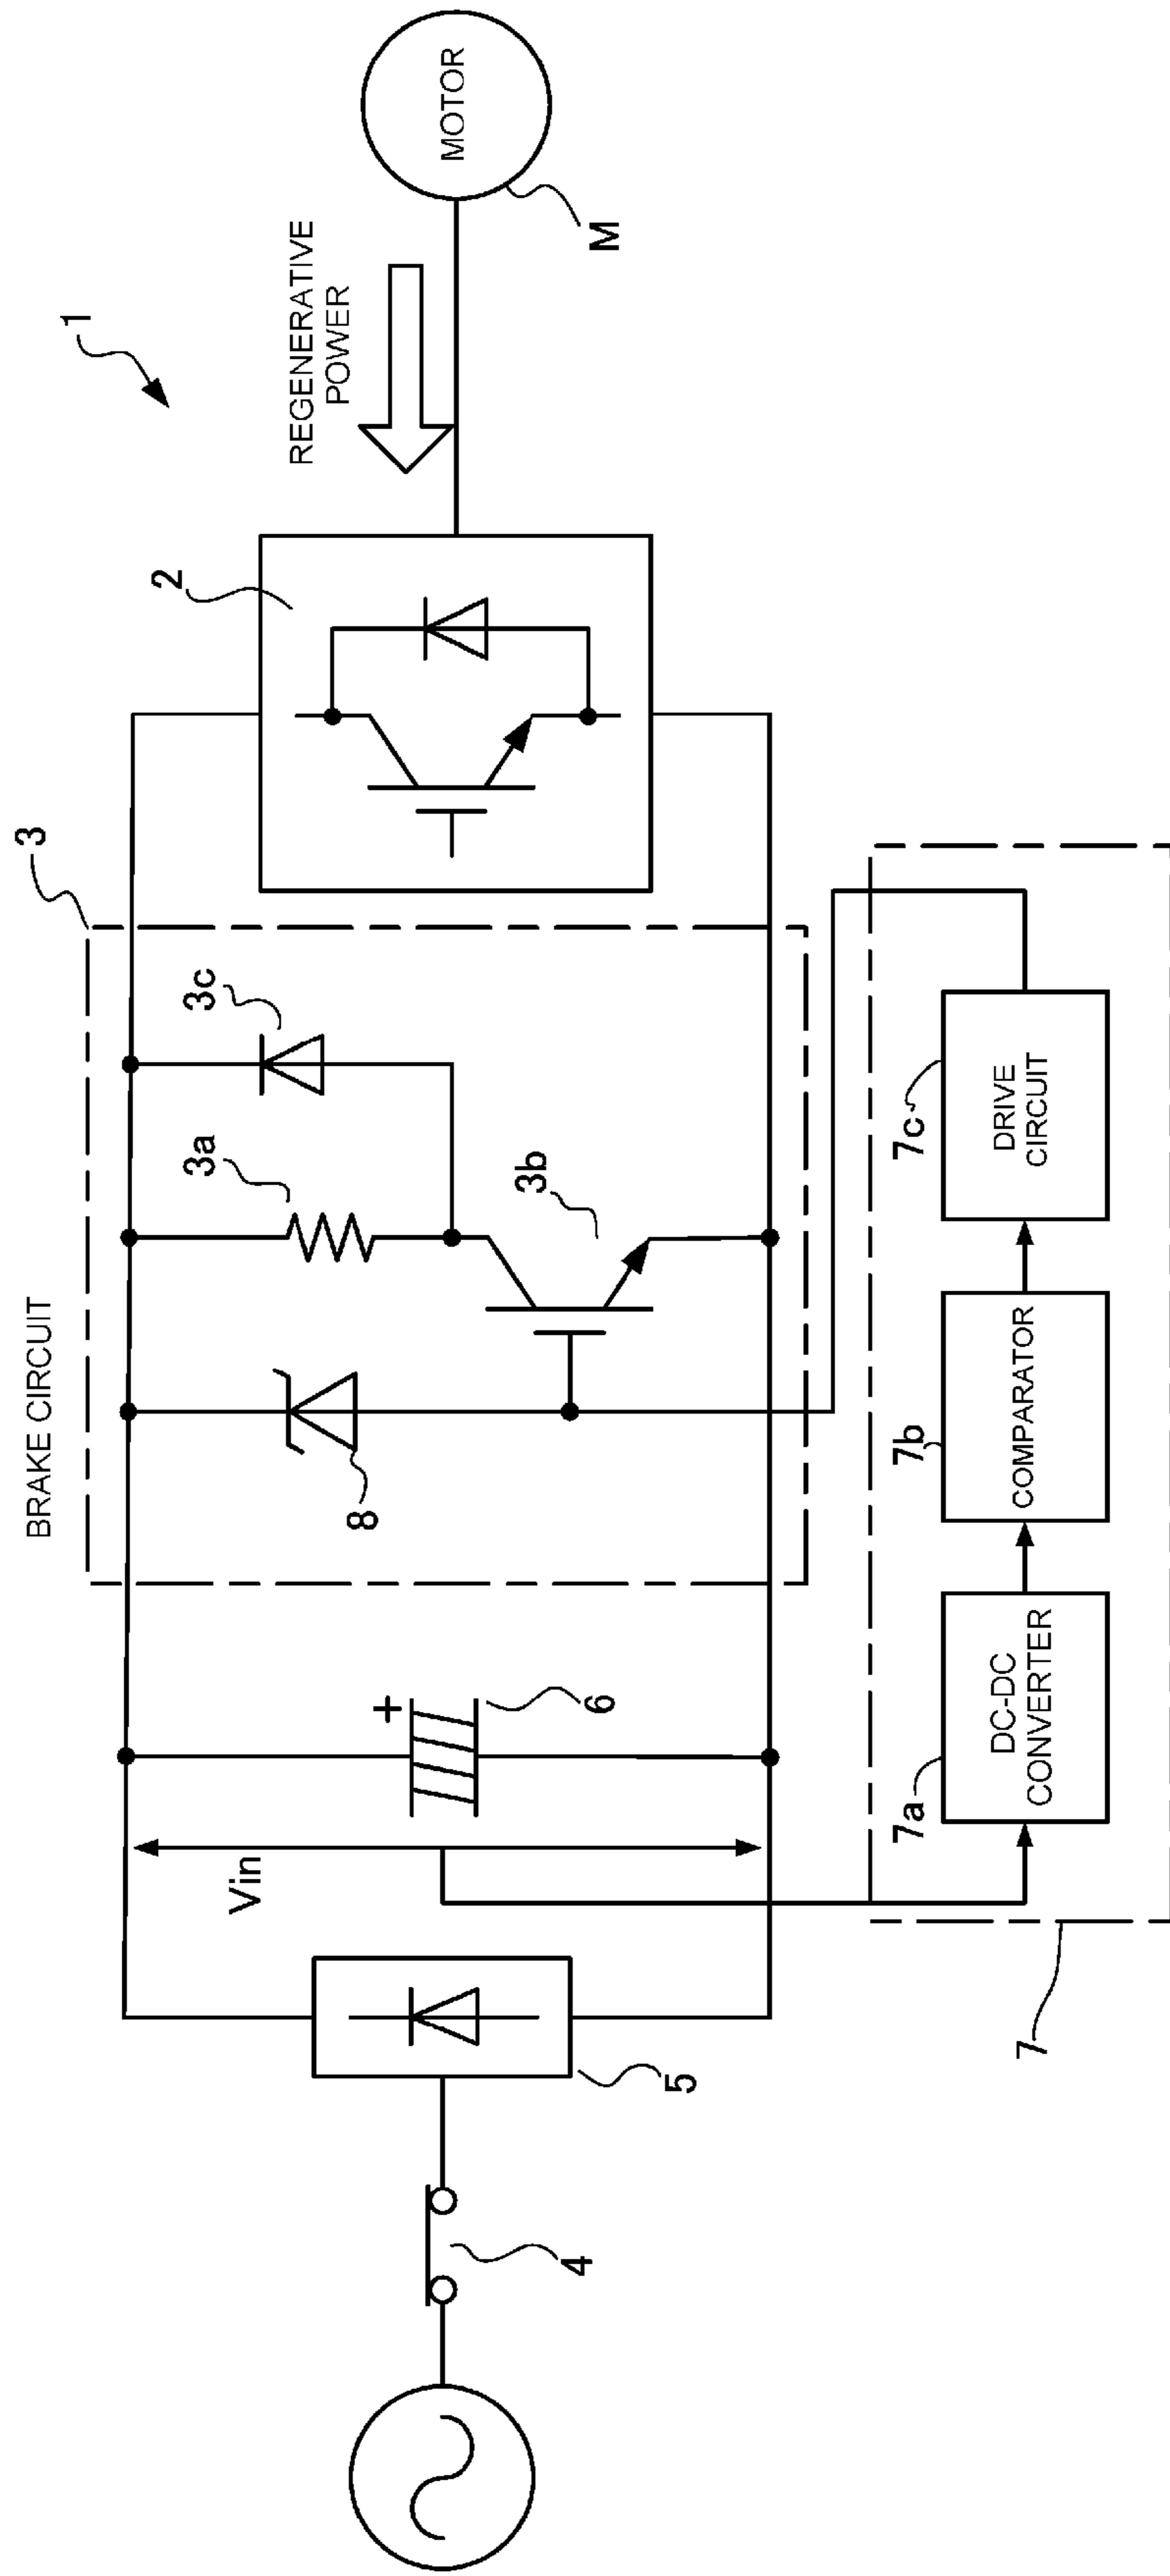 1
BRAKE CIRCUIT
3
2
REGENERATIVE
POWER
MOTOR
M
3c
3a
3b
8
+
6
Vin
5
4
7
7a
DC-DC
CONVERTER
7b
COMPARATOR
7c
DRIVE
CIRCUIT